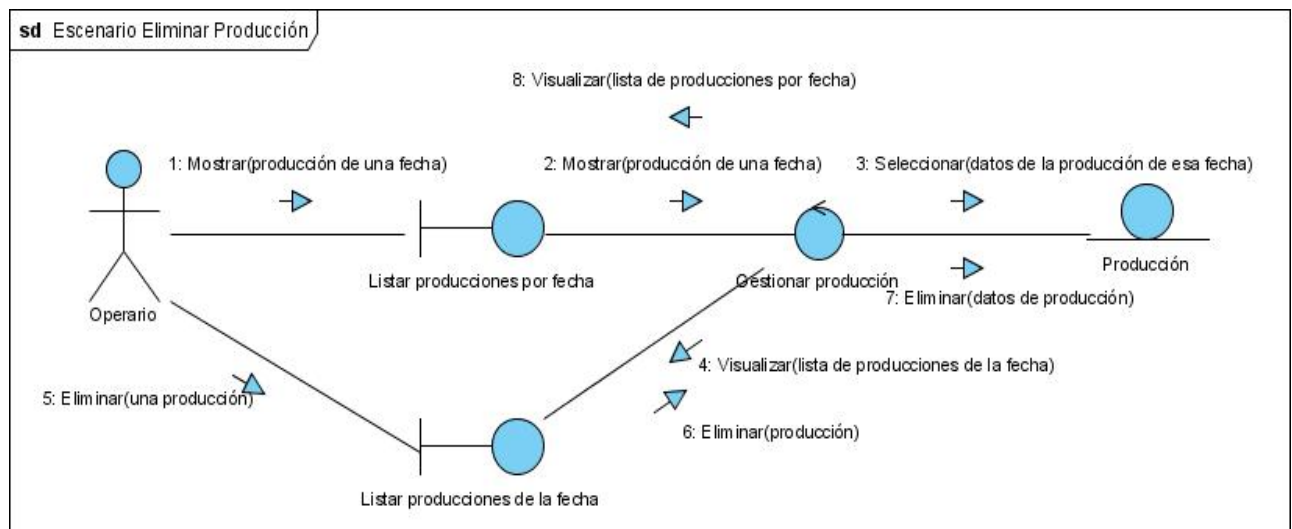 sd Escenario Eliminar Producción
8: Visualizar(lista de producciones por fecha)
1: Mostrar(producción de una fecha)
2: Mostrar(producción de una fecha)
3: Seleccionar(datos de la producción de esa fecha)
Listar producciones por fecha
Gestionar producción
Producción
7: Eliminar(datos de producción)
Operario
4: Visualizar(lista de producciones de la fecha)
5: Eliminar(una producción)
6: Eliminar(producción)
Listar producciones de la fecha